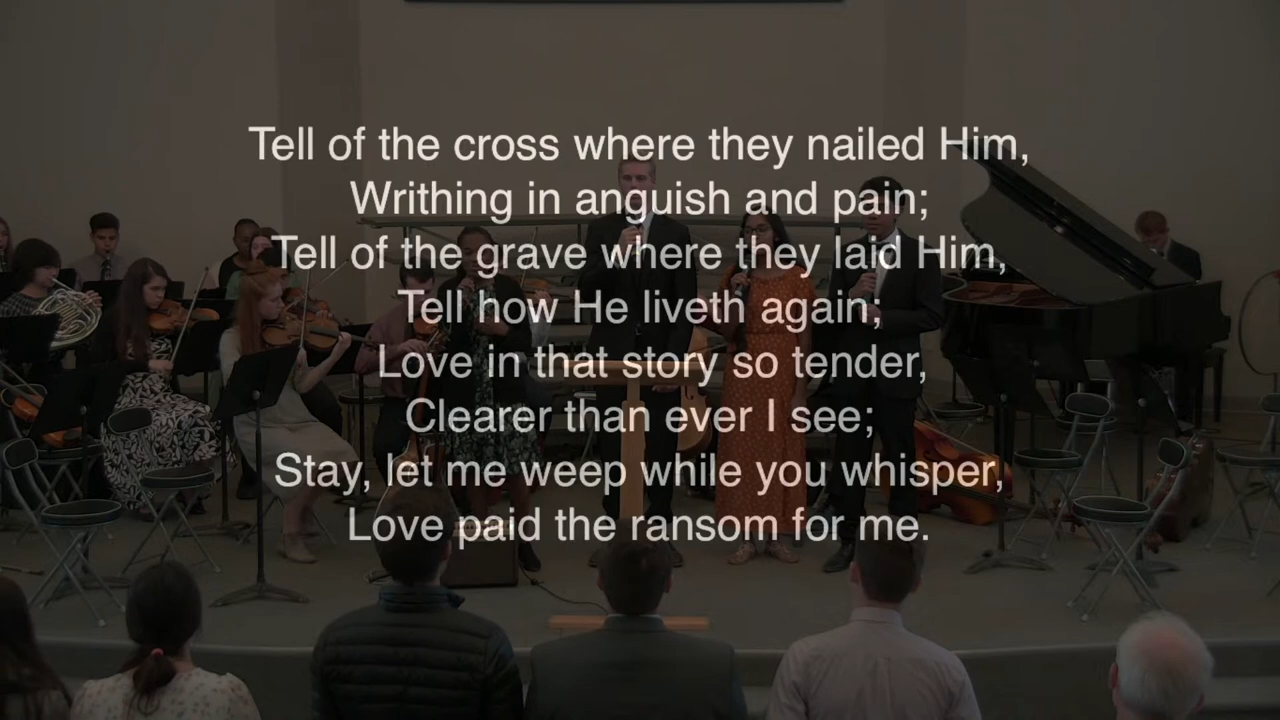 Tell of the cross where they nailed Him,
Writhing in anguish and pain;
Tell of the grave where they laid Him,
Tell how He liveth again;
Love in that story so tender,
Clearer than ever I see;
Stay, let me weep while you whisper,
Love paid the ransom for me.